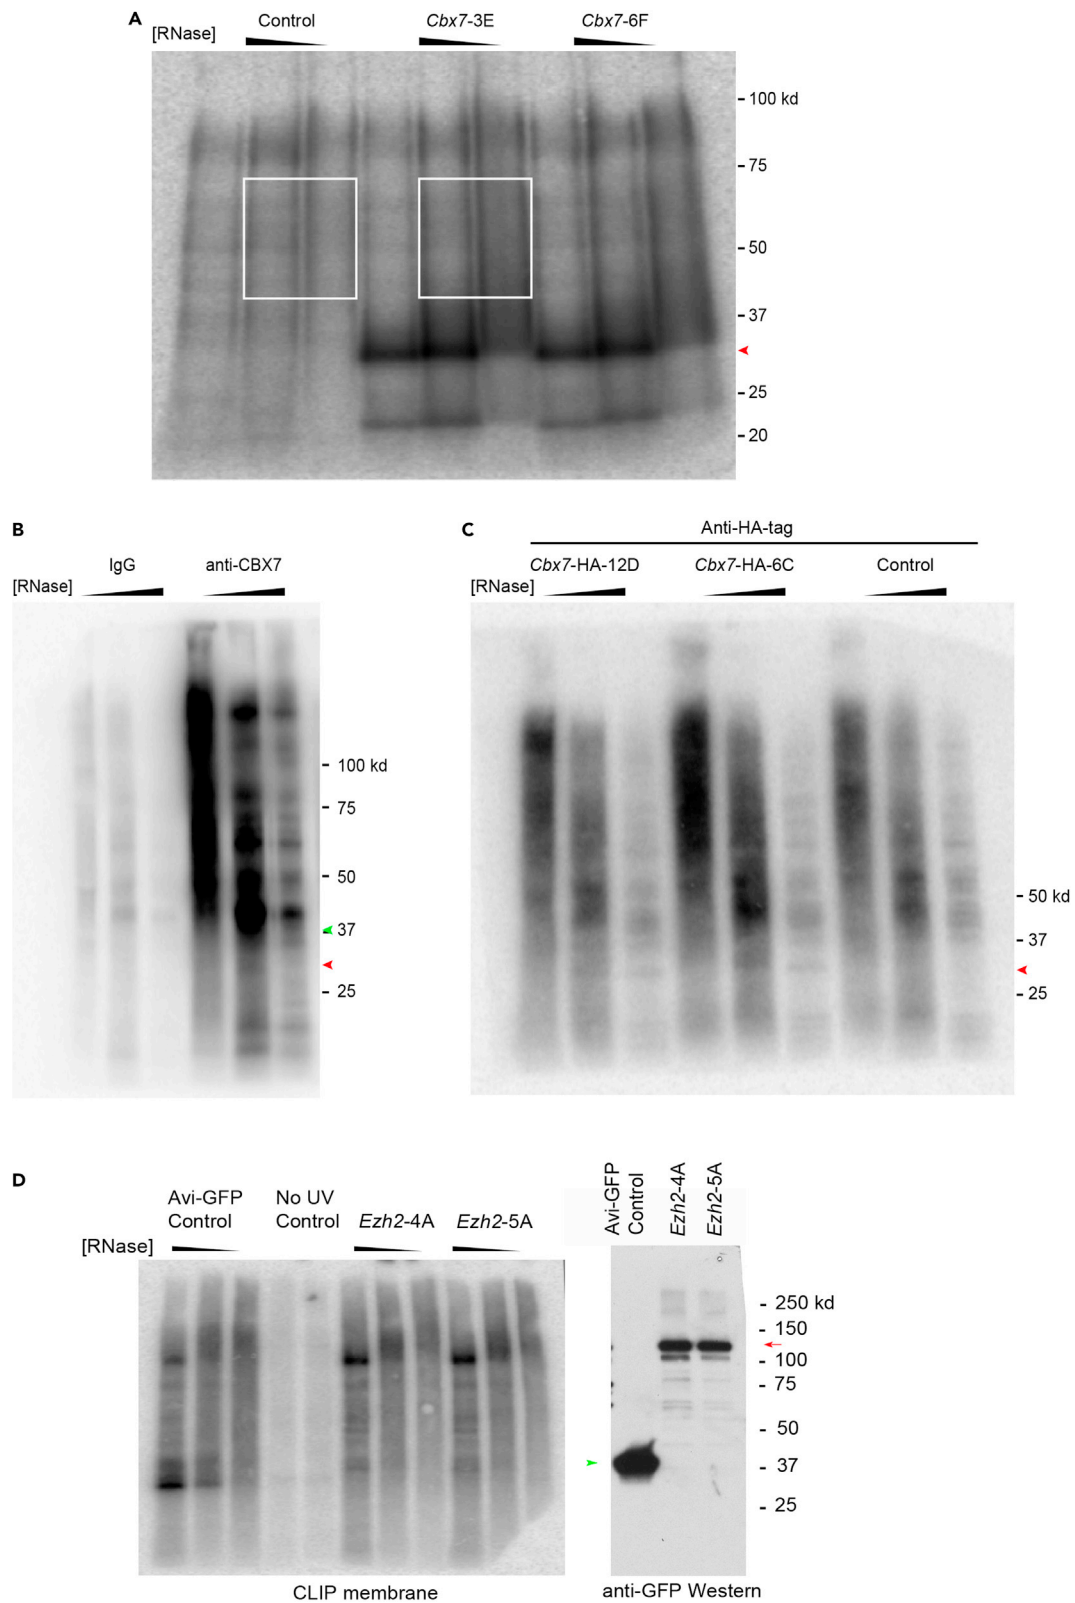 A
Control
Cbx7-3E
Cbx7-6F
[RNase]
- 100 kd
- 75
- 50
- 37
- 25
- 20
B
IgG
anti-CBX7
[RNase]
- 100 kd
- 75
- 50
- 37
- 25
C
Anti-HA-tag
Cbx7-HA-12D
Cbx7-HA-6C
Control
[RNase]
- 50 kd
- 37
- 25
D
Avi-GFP
Control
No UV
Control
Ezh2-4A
Ezh2-5A
[RNase]
CLIP membrane
Avi-GFP
Control
Ezh2-4A
Ezh2-5A
- 250 kd
- 150
- 100
- 75
- 50
- 37
- 25
anti-GFP Western